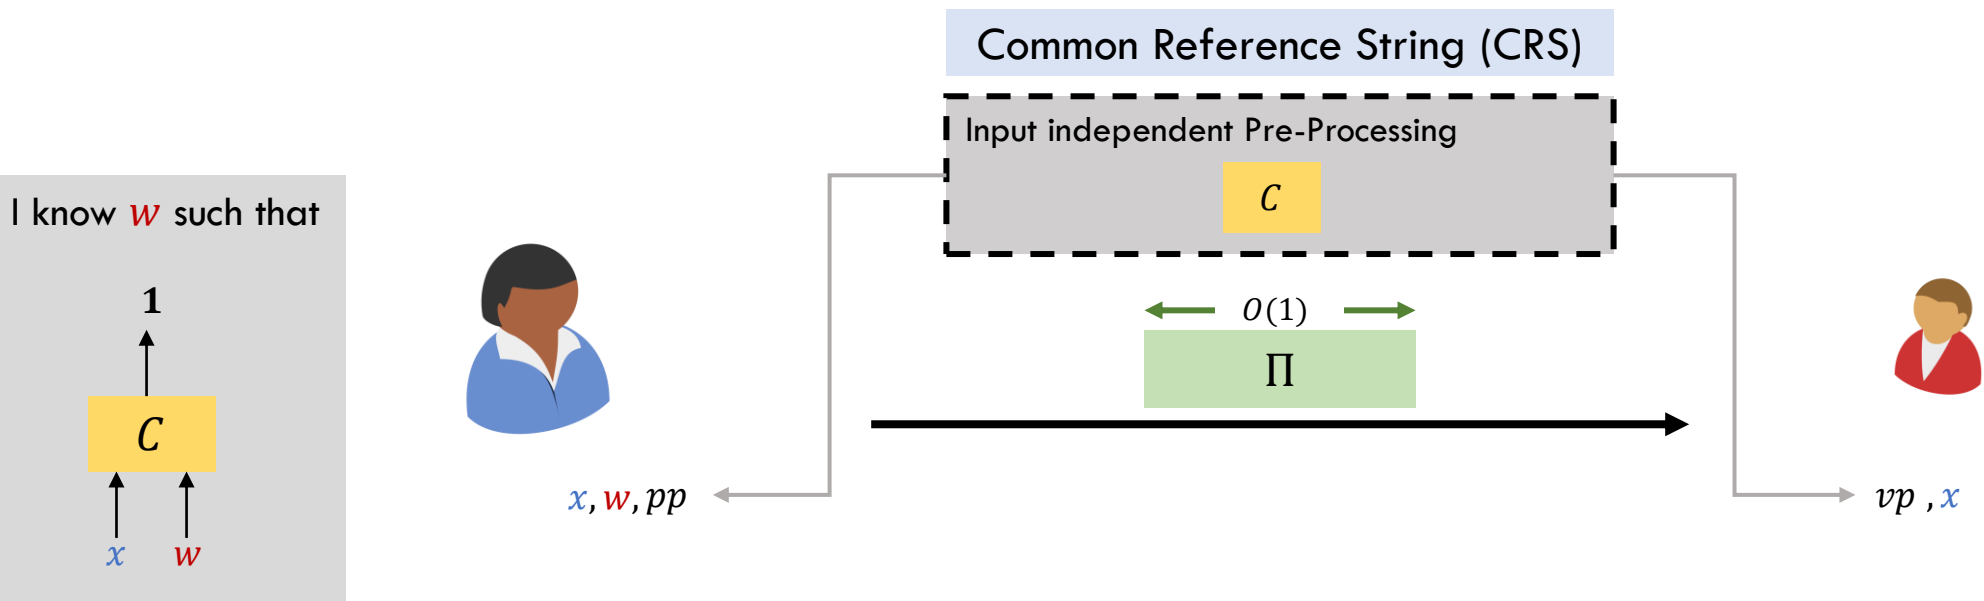 Common Reference String (CRS)
Input independent Pre-Processing
C
I know w such that
1
C
x w
O(1)
Π
x, w, pp
vp , x